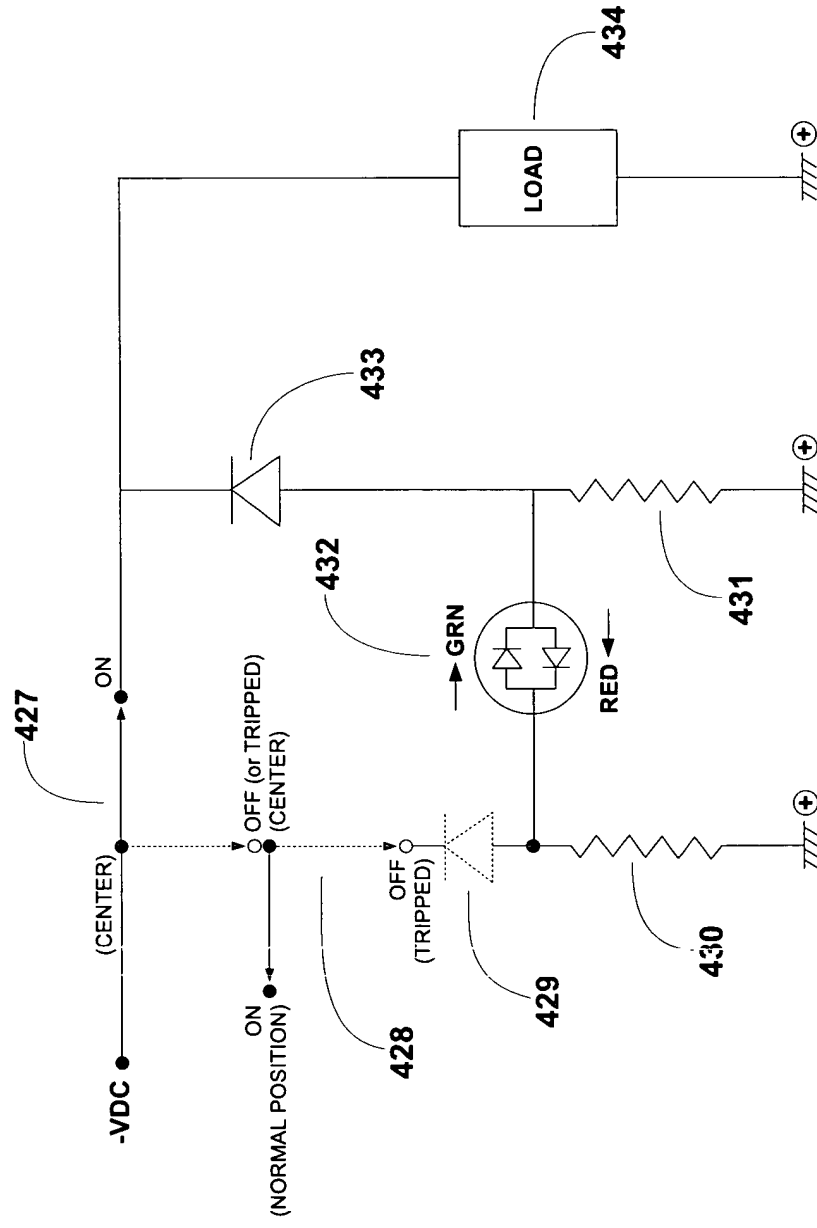 427
-VDC
(CENTER)
ON
OFF (or TRIPPED)
(CENTER)
ON
(NORMAL POSITION)
428
OFF
(TRIPPED)
429
430
432
GRN
RED
433
431
434
LOAD
+
+
+